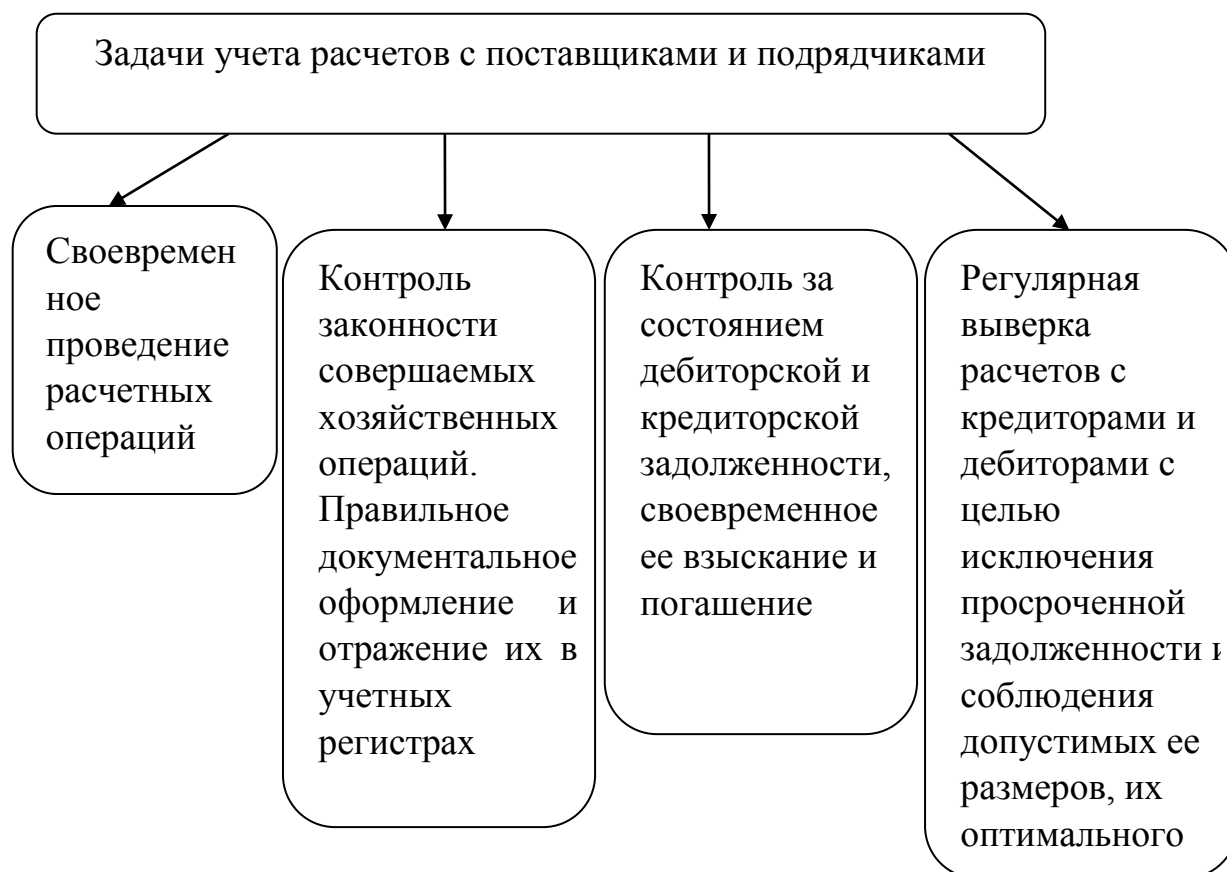 Задачи учета расчетов с поставщиками и подрядчиками
Своевремен
ное
проведение
расчетных
операций
Контроль
законности
совершаемых
хозяйственных
операций.
Правильное
документальное
оформление и
отражение их в
учетных
регистрах
Контроль за
состоянием
дебиторской и
кредиторской
задолженности,
своевременное
ее взыскание и
погашение
Регулярная
выверка
расчетов с
кредиторами и
дебиторами с
целью
исключения
просроченной
задолженности и
соблюдения
допустимых ее
размеров, их
оптимального